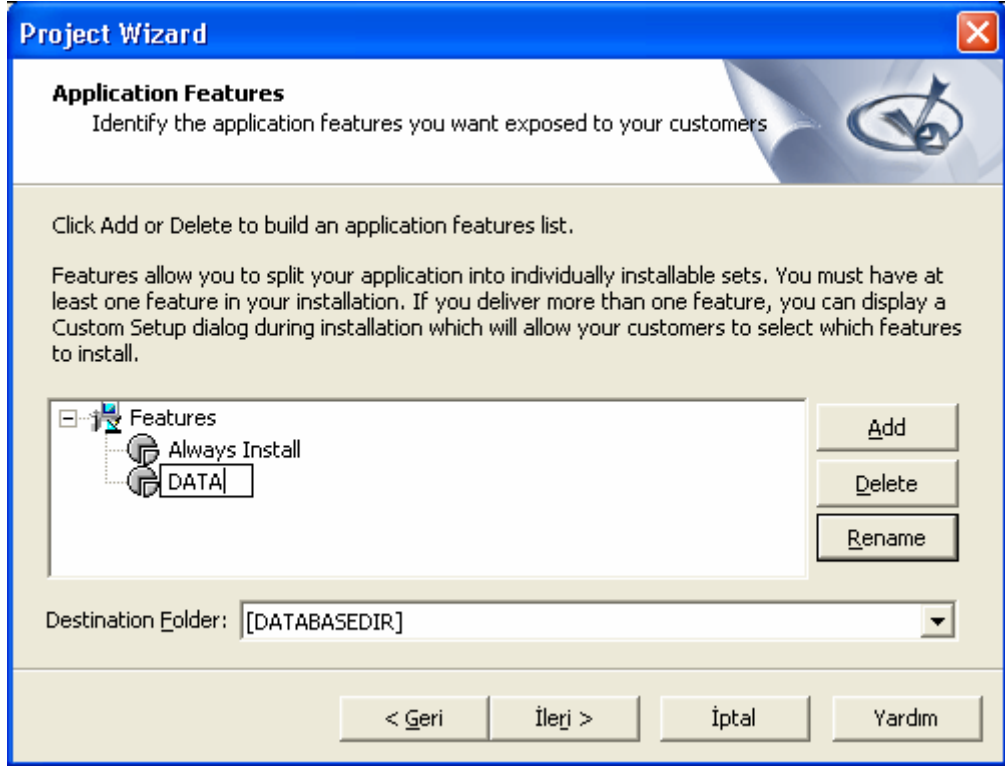 Project Wizard
Application Features
Identify the application features you want exposed to your customers
Click Add or Delete to build an application features list.
Features allow you to split your application into individually installable sets. You must have at
least one feature in your installation. If you deliver more than one feature, you can display a
Custom Setup dialog during installation which will allow your customers to select which features
to install.
Features
Always Install
DATA
Add
Delete
Rename
Destination Folder: [DATABASEDIR]
< Geri
İleri >
İptal
Yardım